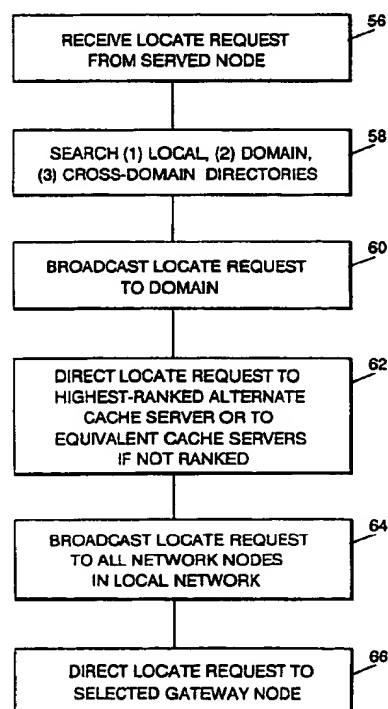 56
RECEIVE LOCATE REQUEST
FROM SERVED NODE
58
SEARCH (1) LOCAL, (2) DOMAIN,
(3) CROSS-DOMAIN DIRECTORIES
60
BROADCAST LOCATE REQUEST
TO DOMAIN
62
DIRECT LOCATE REQUEST TO
HIGHEST-RANKED ALTERNATE
CACHE SERVER OR TO
EQUIVALENT CACHE SERVERS
IF NOT RANKED
64
BROADCAST LOCATE REQUEST
TO ALL NETWORK NODES
IN LOCAL NETWORK
66
DIRECT LOCATE REQUEST TO
SELECTED GATEWAY NODE